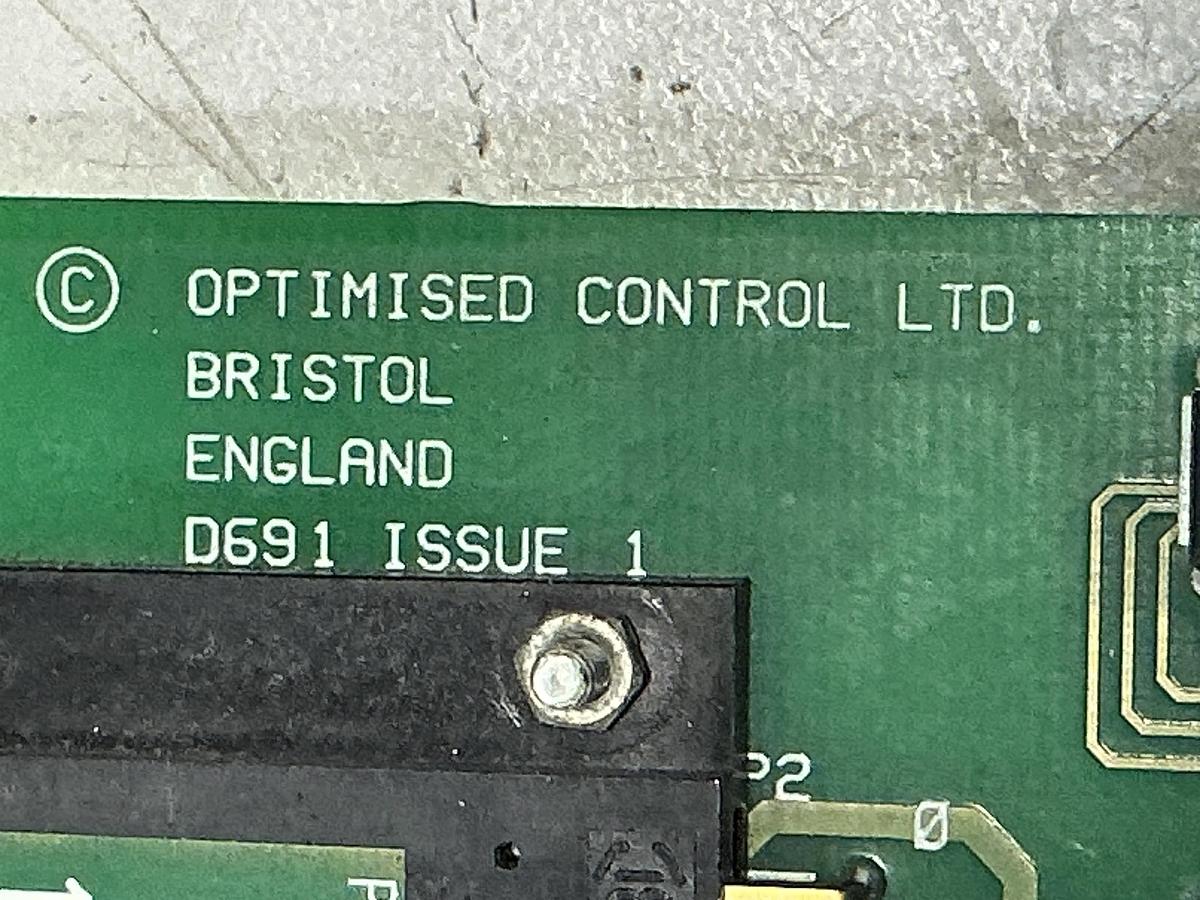 © OPTIMISED CONTROL LTD.
BRISTOL
ENGLAND
D691 ISSUE 1
P2
0
P